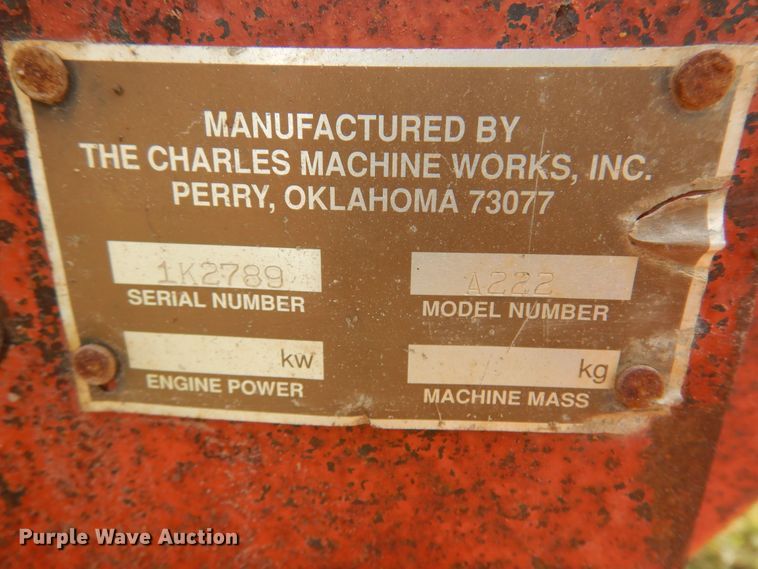 MANUFACTURED BY
THE CHARLES MACHINE WORKS, INC.
PERRY, OKLAHOMA 73077
1K2789
SERIAL NUMBER
A222
MODEL NUMBER
kw
ENGINE POWER
kg
MACHINE MASS
Purple Wave Auction